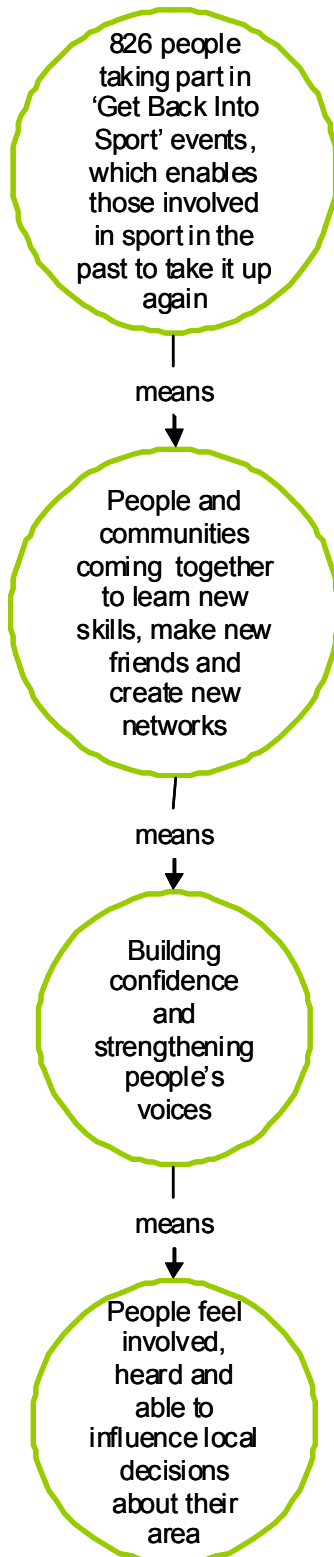 826 people
taking part in
‘Get Back Into
Sport’ events,
which enables
those involved
in sport in the
past to take it up
again
means
People and
communities
coming together
to learn new
skills, make new
friends and
create new
networks
means
Building
confidence
and
strengthening
people’s
voices
means
People feel
involved,
heard and
able to
influence local
decisions
about their
area